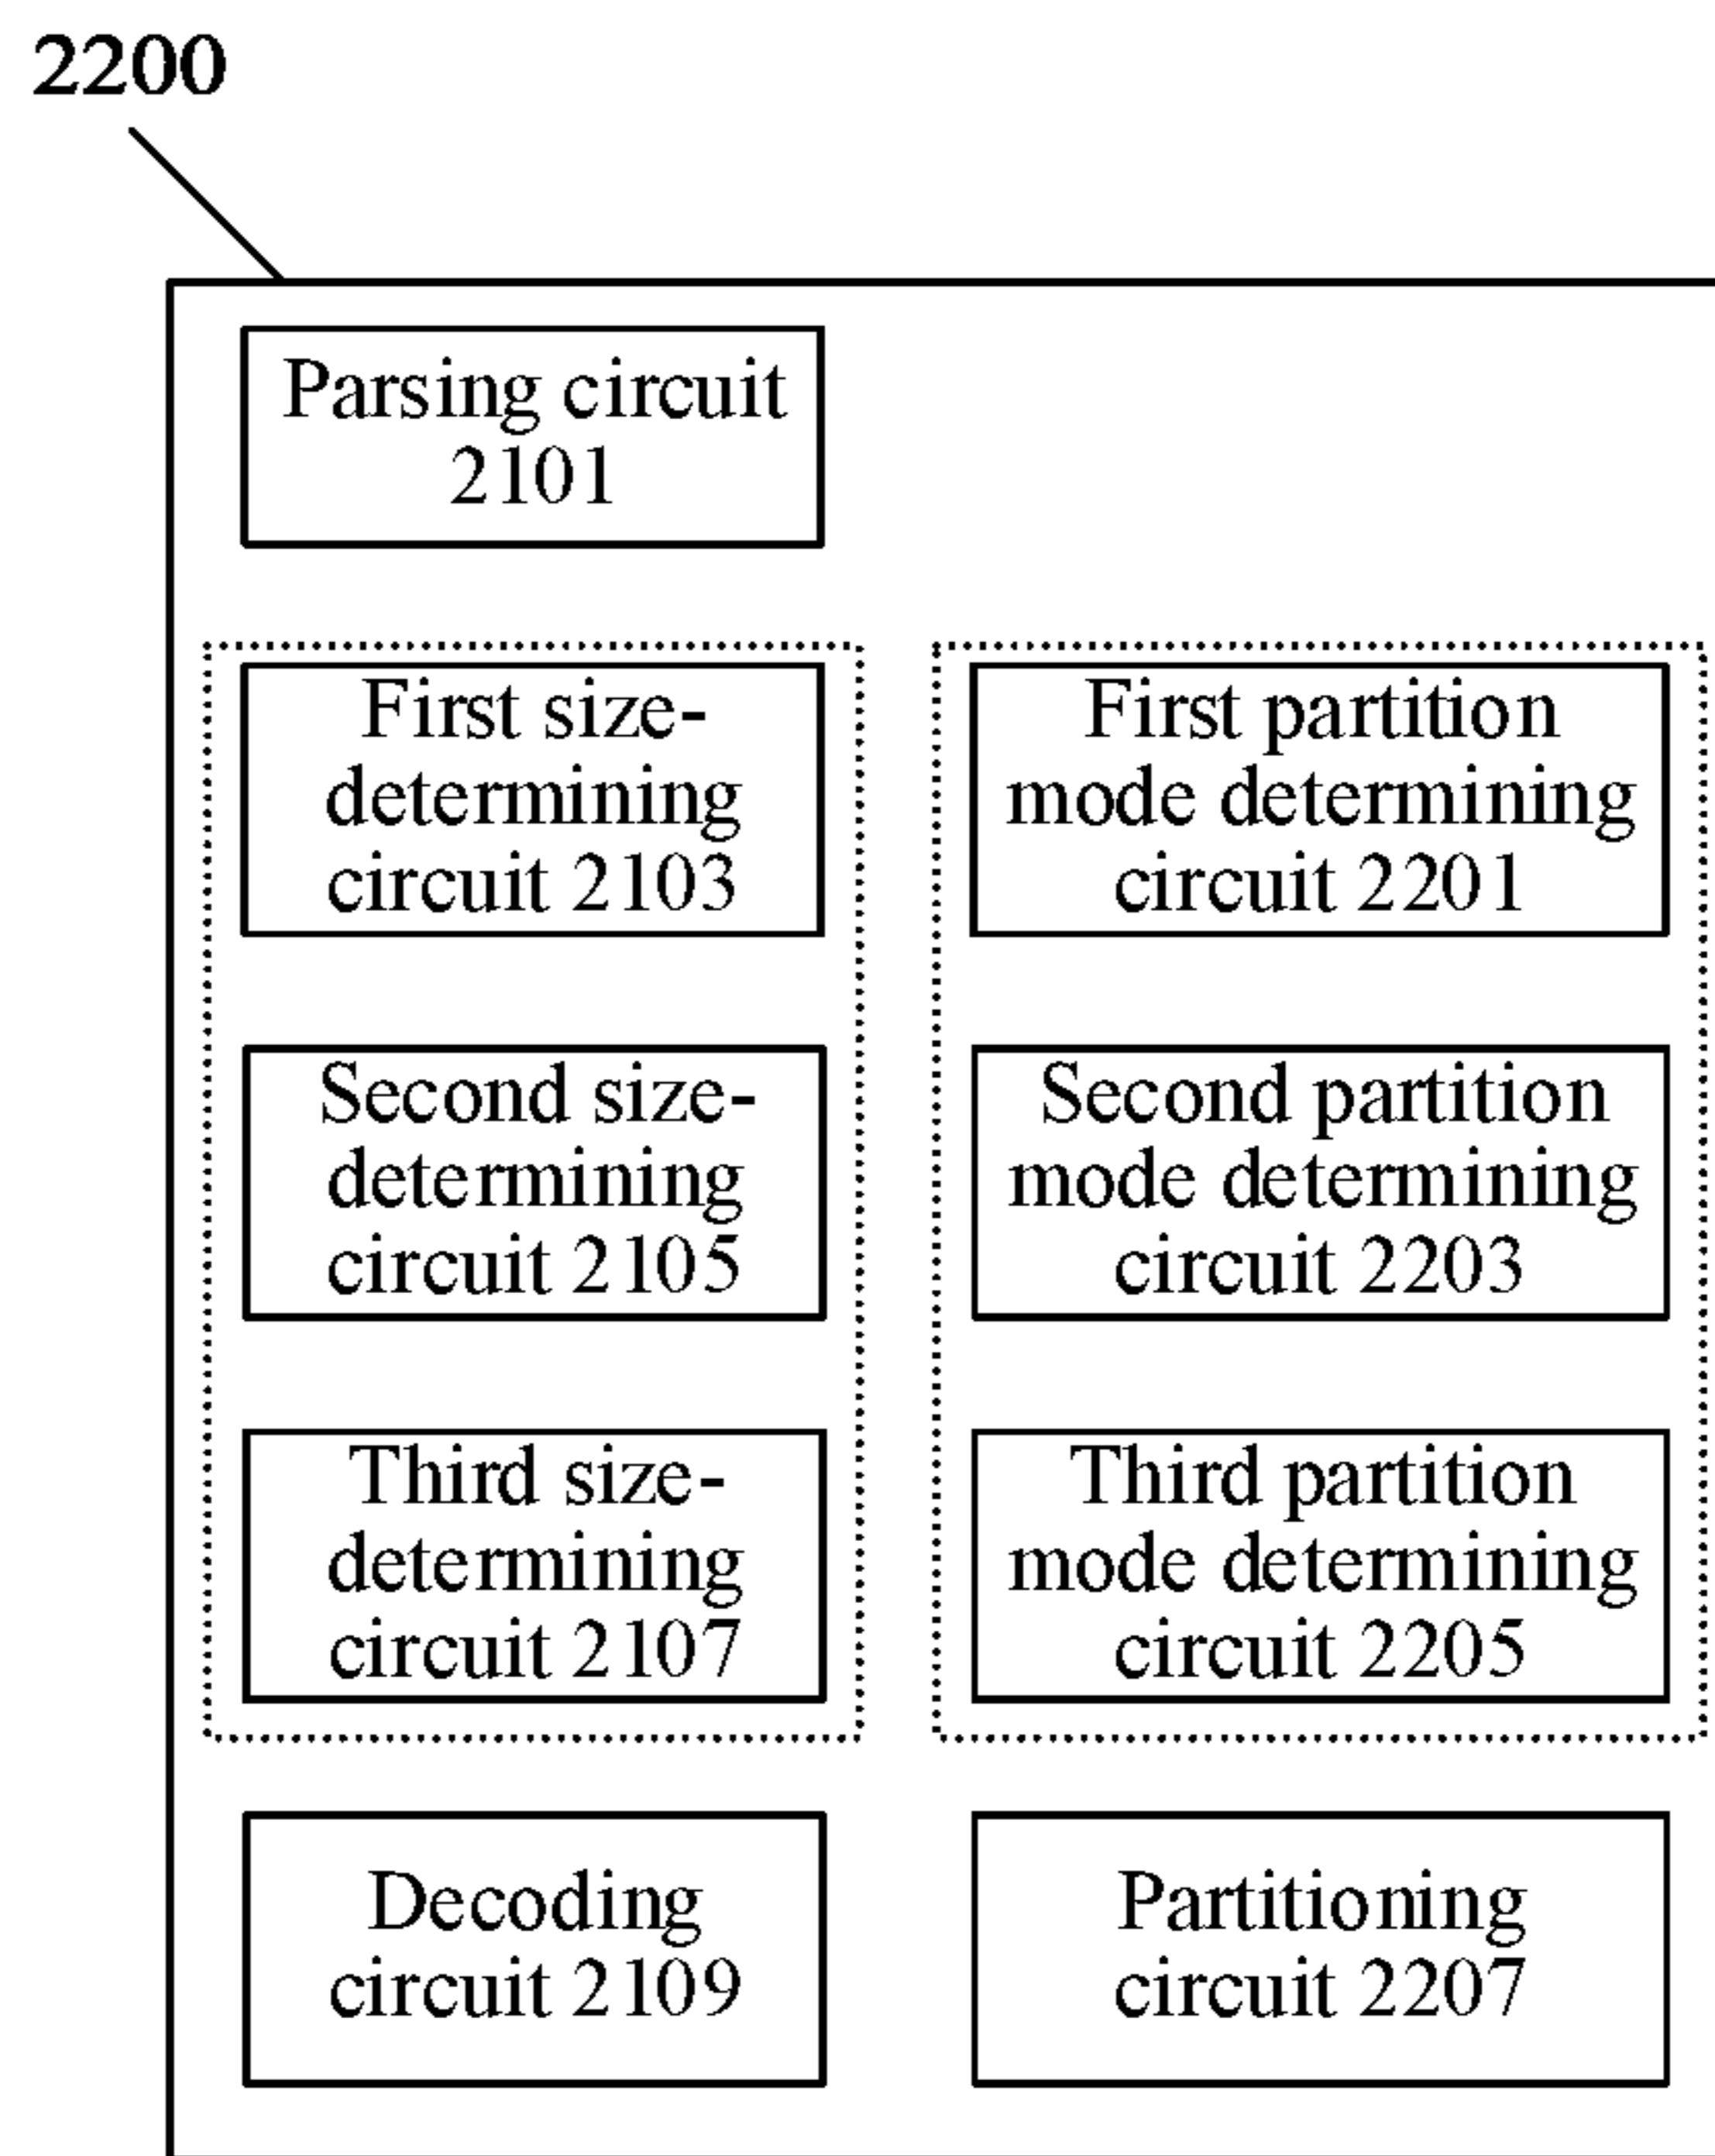 2200
Parsing circuit
2101
First size-
determining
circuit 2103
First partition
mode determining
circuit 2201
Second size-
determining
circuit 2105
Second partition
mode determining
circuit 2203
Third size-
determining
circuit 2107
Third partition
mode determining
circuit 2205
Decoding
circuit 2109
Partitioning
circuit 2207